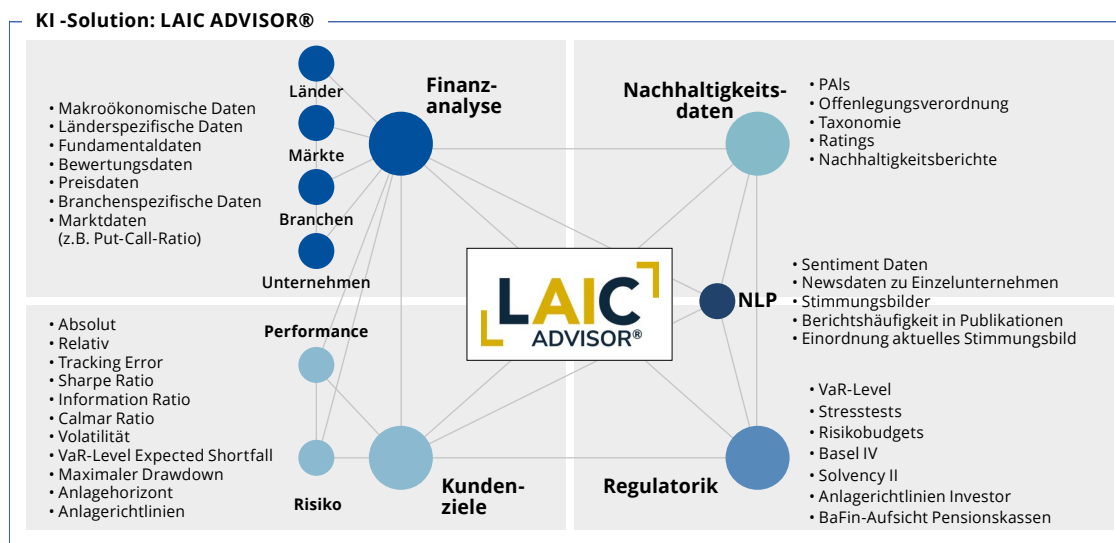 KI -Solution: LAIC ADVISOR®
Finanz-
analyse
Länder
Märkte
Branchen
Unternehmen
• Makroökonomische Daten
• Länderspezifische Daten
• Fundamentaldaten
• Bewertungsdaten
• Preisdaten
• Branchenspezifische Daten
• Marktdaten
(z.B. Put-Call-Ratio)
Nachhaltigkeits-
daten
• PAIs
• Offenlegungsverordnung
• Taxonomie
• Ratings
• Nachhaltigkeitsberichte
LAIC
ADVISOR®
NLP
• Sentiment Daten
• Newsdaten zu Einzelunternehmen
• Stimmungsbilder
• Berichtshäufigkeit in Publikationen
• Einordnung aktuelles Stimmungsbild
Performance
• Absolut
• Relativ
• Tracking Error
• Sharpe Ratio
• Information Ratio
• Calmar Ratio
• Volatilität
• VaR-Level Expected Shortfall
• Maximaler Drawdown
• Anlagehorizont
• Anlagerichtlinien
Risiko
Kunden-
ziele
Regulatorik
• VaR-Level
• Stresstests
• Risikobudgets
• Basel IV
• Solvency II
• Anlagerichtlinien Investor
• BaFin-Aufsicht Pensionskassen